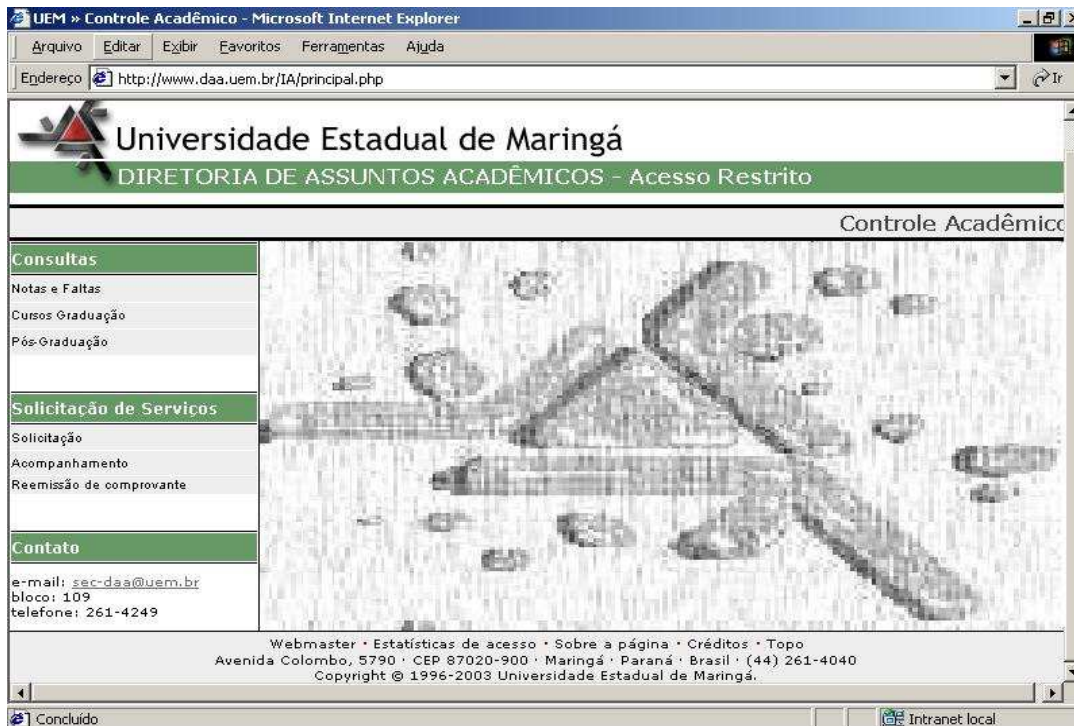 UEM » Controle Acadêmico - Microsoft Internet Explorer
Arquivo Editar Exibir Favoritos Ferramentas Ajuda
Endereço http://www.daa.uem.br/IA/principal.php Ir
Universidade Estadual de Maringá
DIRETORIA DE ASSUNTOS ACADÊMICOS - Acesso Restrito
Controle Acadêmico
Consultas
Notas e Faltas
Cursos Graduação
Pós-Graduação
Solicitação de Serviços
Solicitação
Acompanhamento
Reemissão de comprovante
Contato
e-mail: sec-daa@uem.br
bloco: 109
telefone: 261-4249
Webmaster · Estatísticas de acesso · Sobre a página · Créditos · Topo
Avenida Colombo, 5790 · CEP 87020-900 · Maringá · Paraná · Brasil · (44) 261-4040
Copyright © 1996-2003 Universidade Estadual de Maringá.
Concluído Intranet local